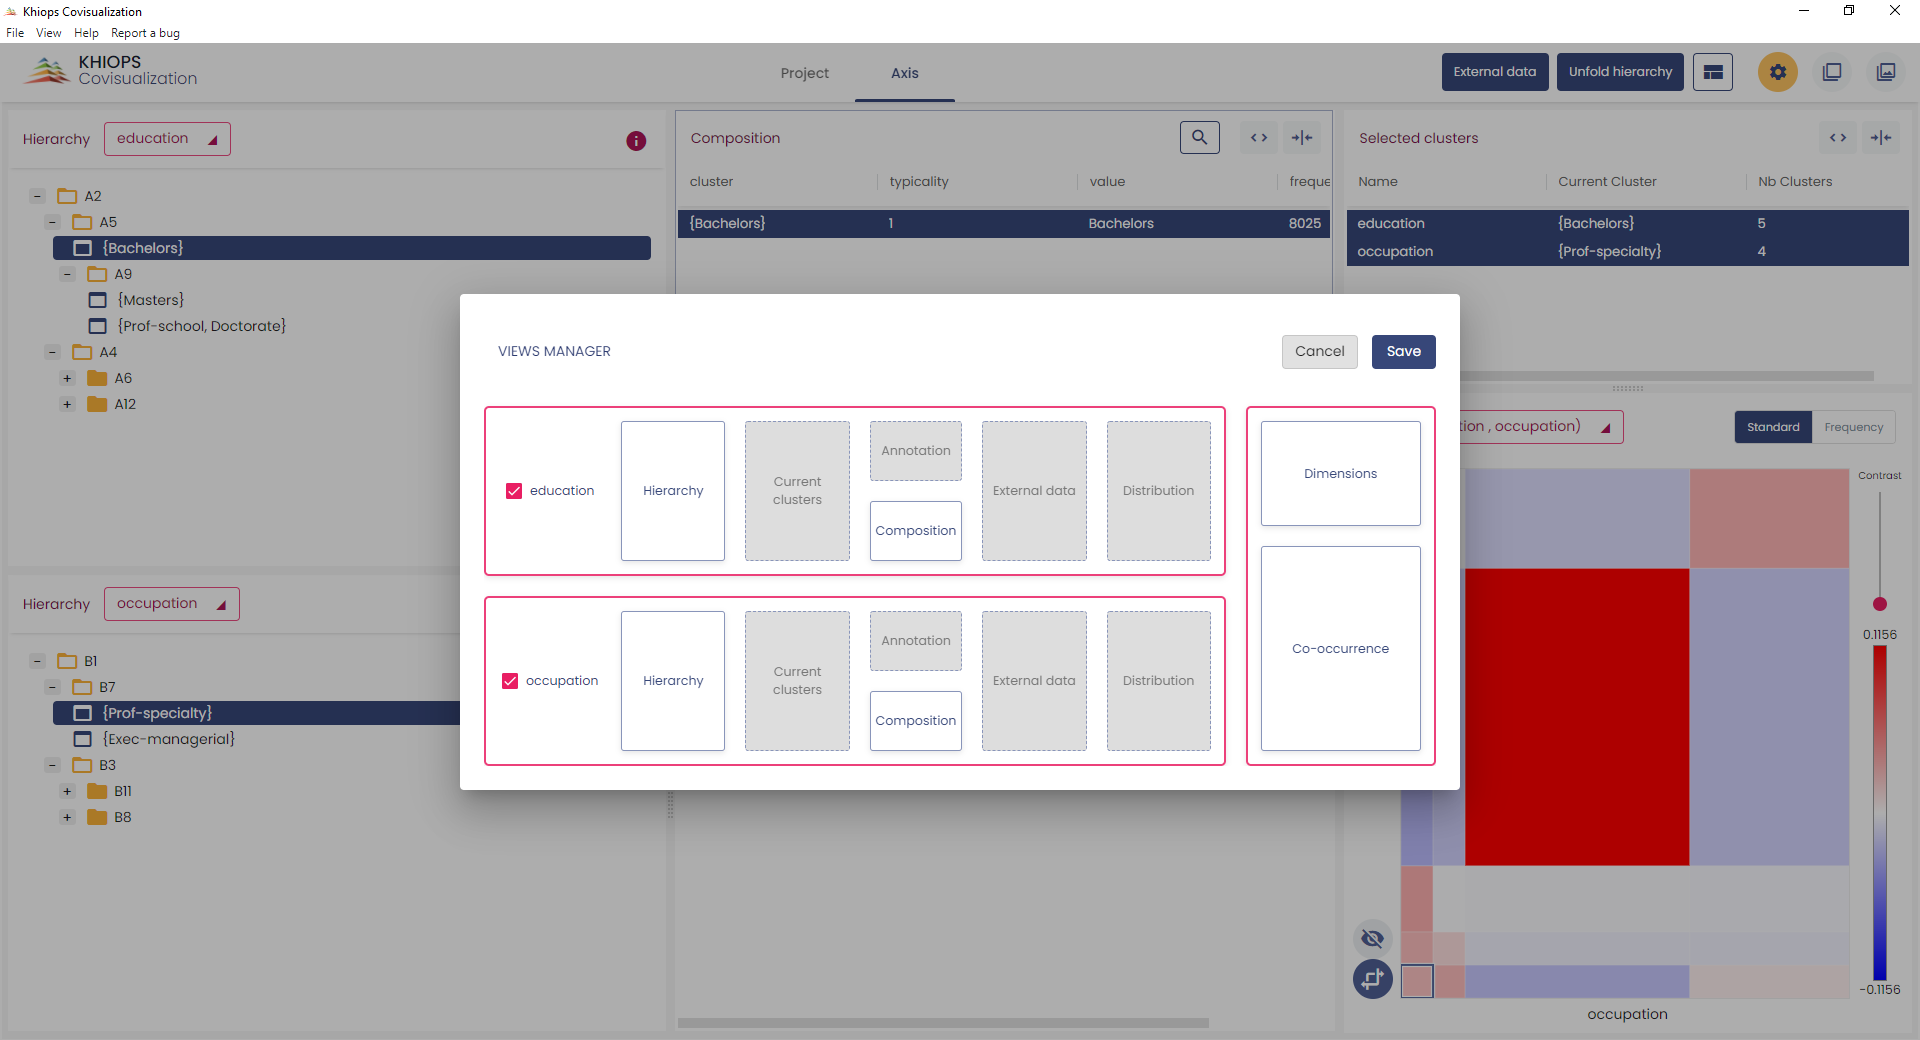 Khiops Covisualization
File View Help Report a bug
KHIOPS
Covisualization
Project
Axis
External data
Unfold hierarchy
Hierarchy
education
A2
A5
{Bachelors}
A9
{Masters}
{Prof-school, Doctorate}
A4
A6
A12
Hierarchy
occupation
B1
B7
{Prof-specialty}
{Exec-managerial}
B3
B11
B8
Composition
cluster typicality value freque
{Bachelors} 1 Bachelors 8025
Selected clusters
Name Current Cluster Nb Clusters
education {Bachelors} 5
occupation {Prof-specialty} 4
VIEWS MANAGER
Cancel
Save
education
Hierarchy
Current
clusters
Annotation
Composition
External data
Distribution
occupation
Hierarchy
Current
clusters
Annotation
Composition
External data
Distribution
Dimensions
Co-occurrence
tion , occupation)
Standard
Frequency
Contrast
0.1156
-0.1156
occupation